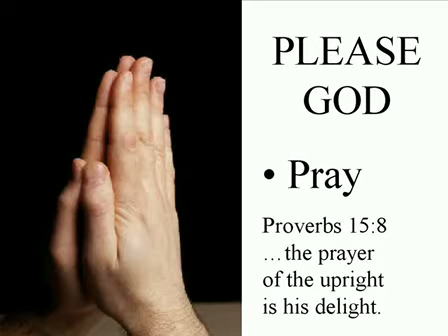 PLEASE
GOD
• Pray
Proverbs 15:8
…the prayer
of the upright
is his delight.